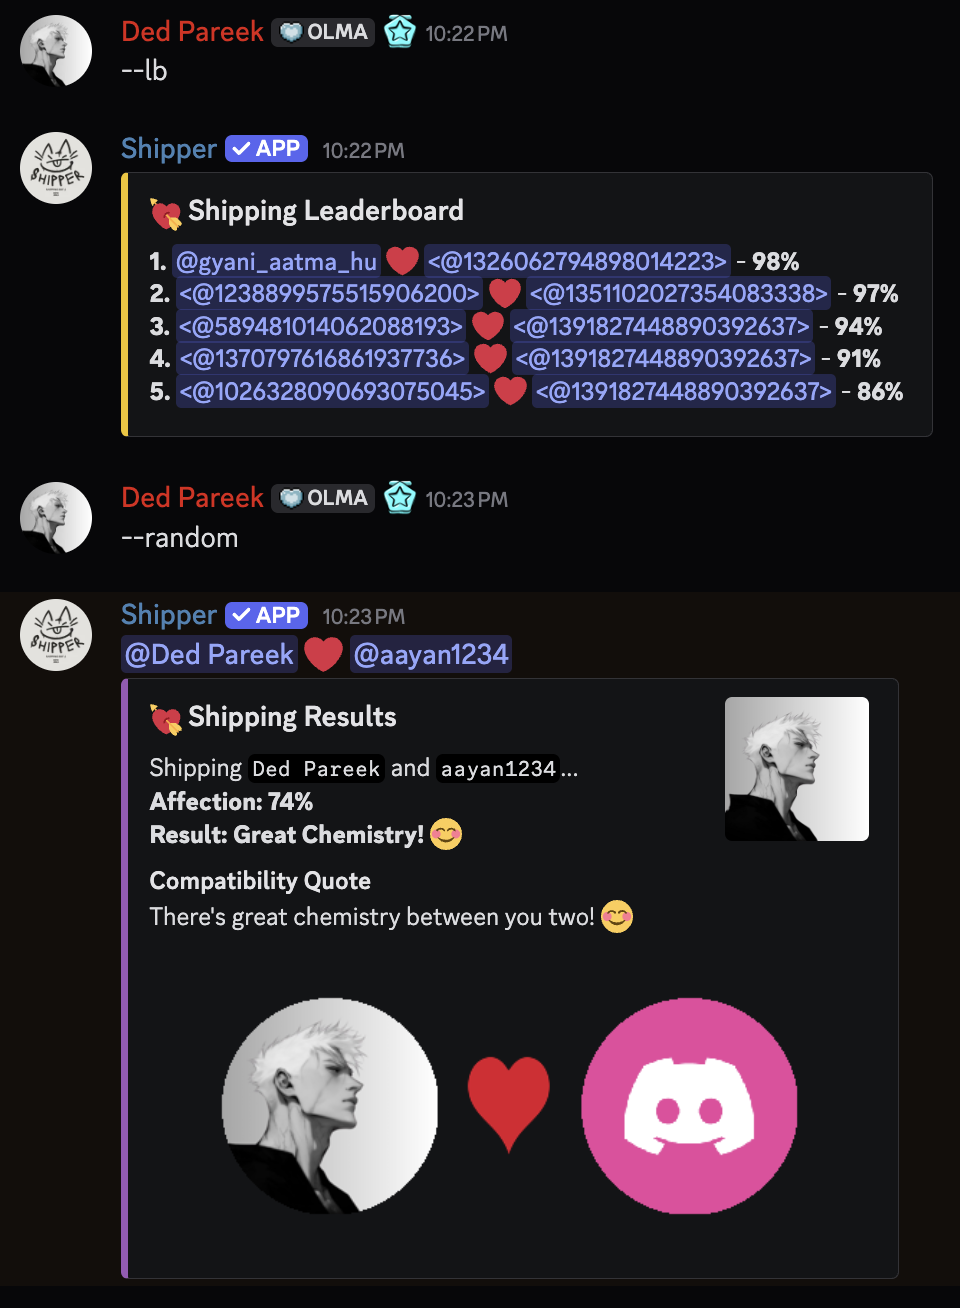 Ded Pareek OLMA 10:22 PM
--lb
SHIPPER
Shipper APP 10:22 PM
Shipping Leaderboard
1. @gyani_aatma_hu <@1326062794898014223> - 98%
2. <@1238899575515906200> <@1351102027354083338> - 97%
3. <@589481014062088193> <@1391827448890392637> - 94%
4. <@1370797616861937736> <@1391827448890392637> - 91%
5. <@1026328090693075045> <@1391827448890392637> - 86%
Ded Pareek OLMA 10:23 PM
--random
SHIPPER
Shipper APP 10:23 PM
@Ded Pareek @aayan1234
Shipping Results
Shipping Ded Pareek and aayan1234...
Affection: 74%
Result: Great Chemistry!
Compatibility Quote
There's great chemistry between you two!